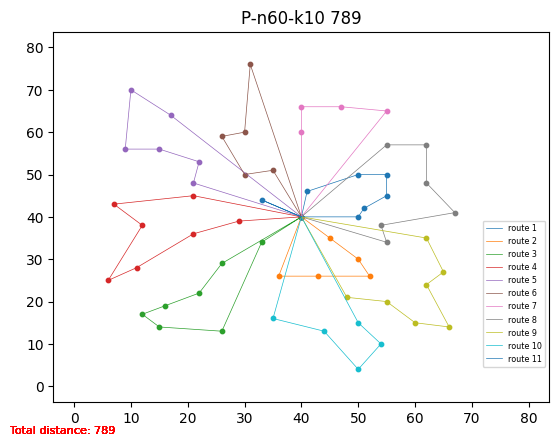 P-n60-k10 789
80
70
60
50
40
30
20
10
0
0 10 20 30 40 50 60 70 80
route 1
route 2
route 3
route 4
route 5
route 6
route 7
route 8
route 9
route 10
route 11
Total distance: 789